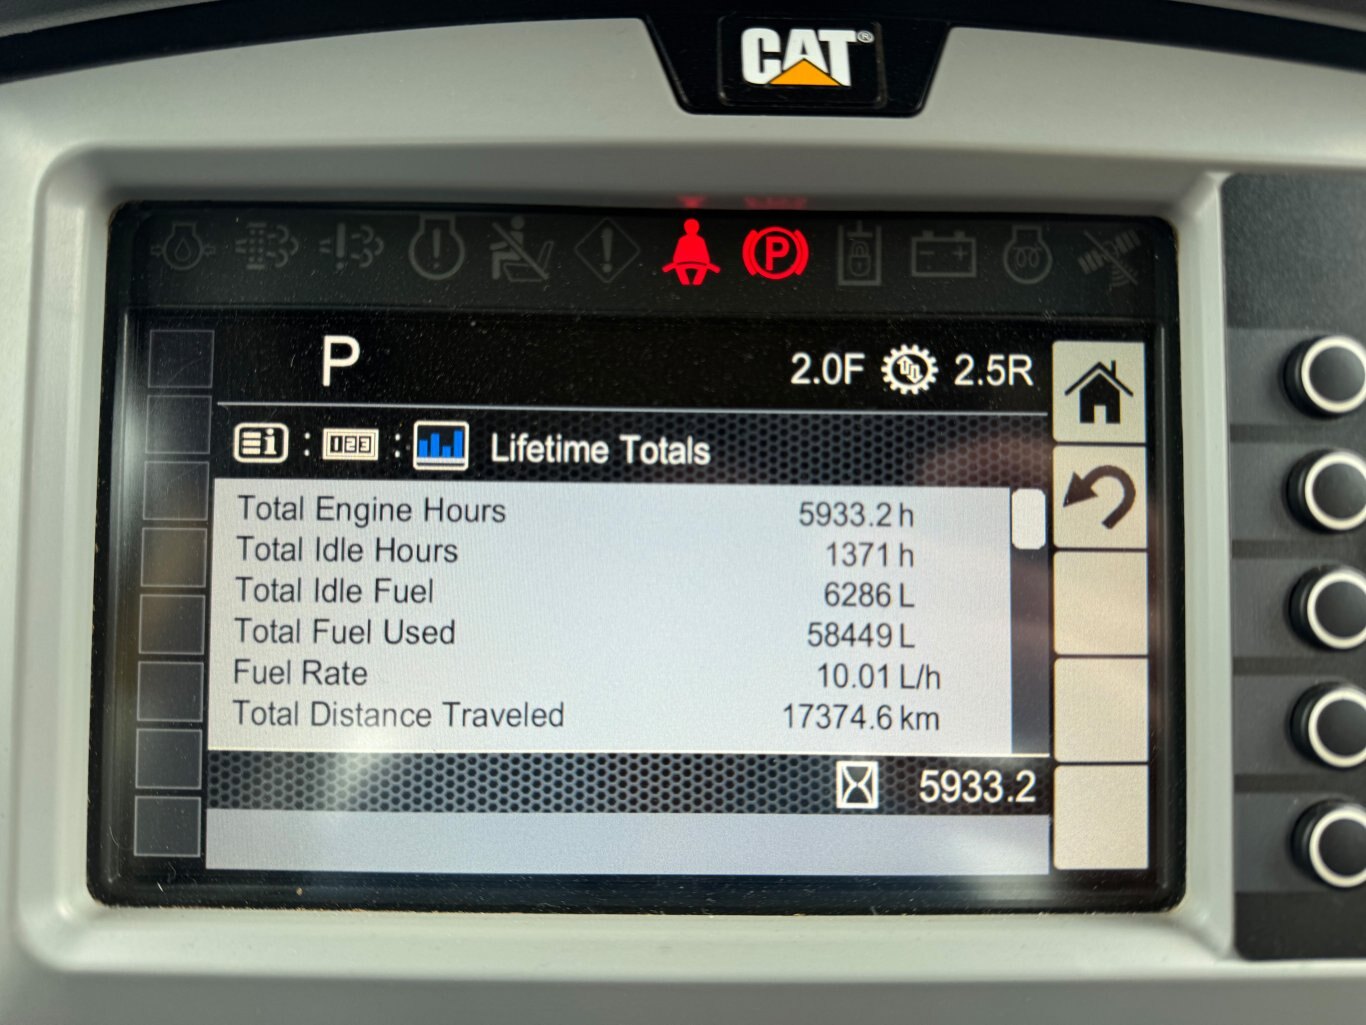 CAT®
P
P 2.0F 2.5R
: 123 : Lifetime Totals
Total Engine Hours 5933.2 h
Total Idle Hours 1371 h
Total Idle Fuel 6286 L
Total Fuel Used 58449 L
Fuel Rate 10.01 L/h
Total Distance Traveled 17374.6 km
5933.2